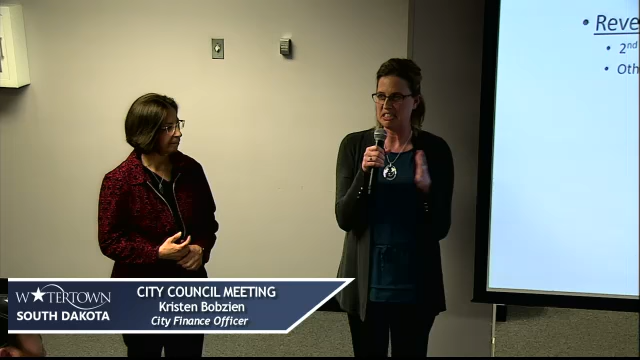 • Reve
• 2nd
• Oth
WATERTOWN
SOUTH DAKOTA
CITY COUNCIL MEETING
Kristen Bobzien
City Finance Officer